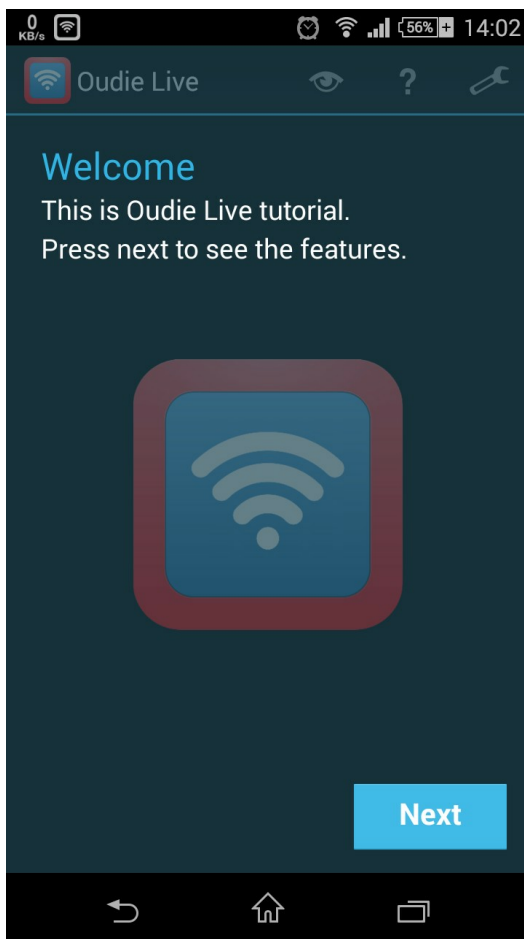 0
KB/s
56%
14:02
Oudie Live
?
Welcome
This is Oudie Live tutorial.
Press next to see the features.
Next